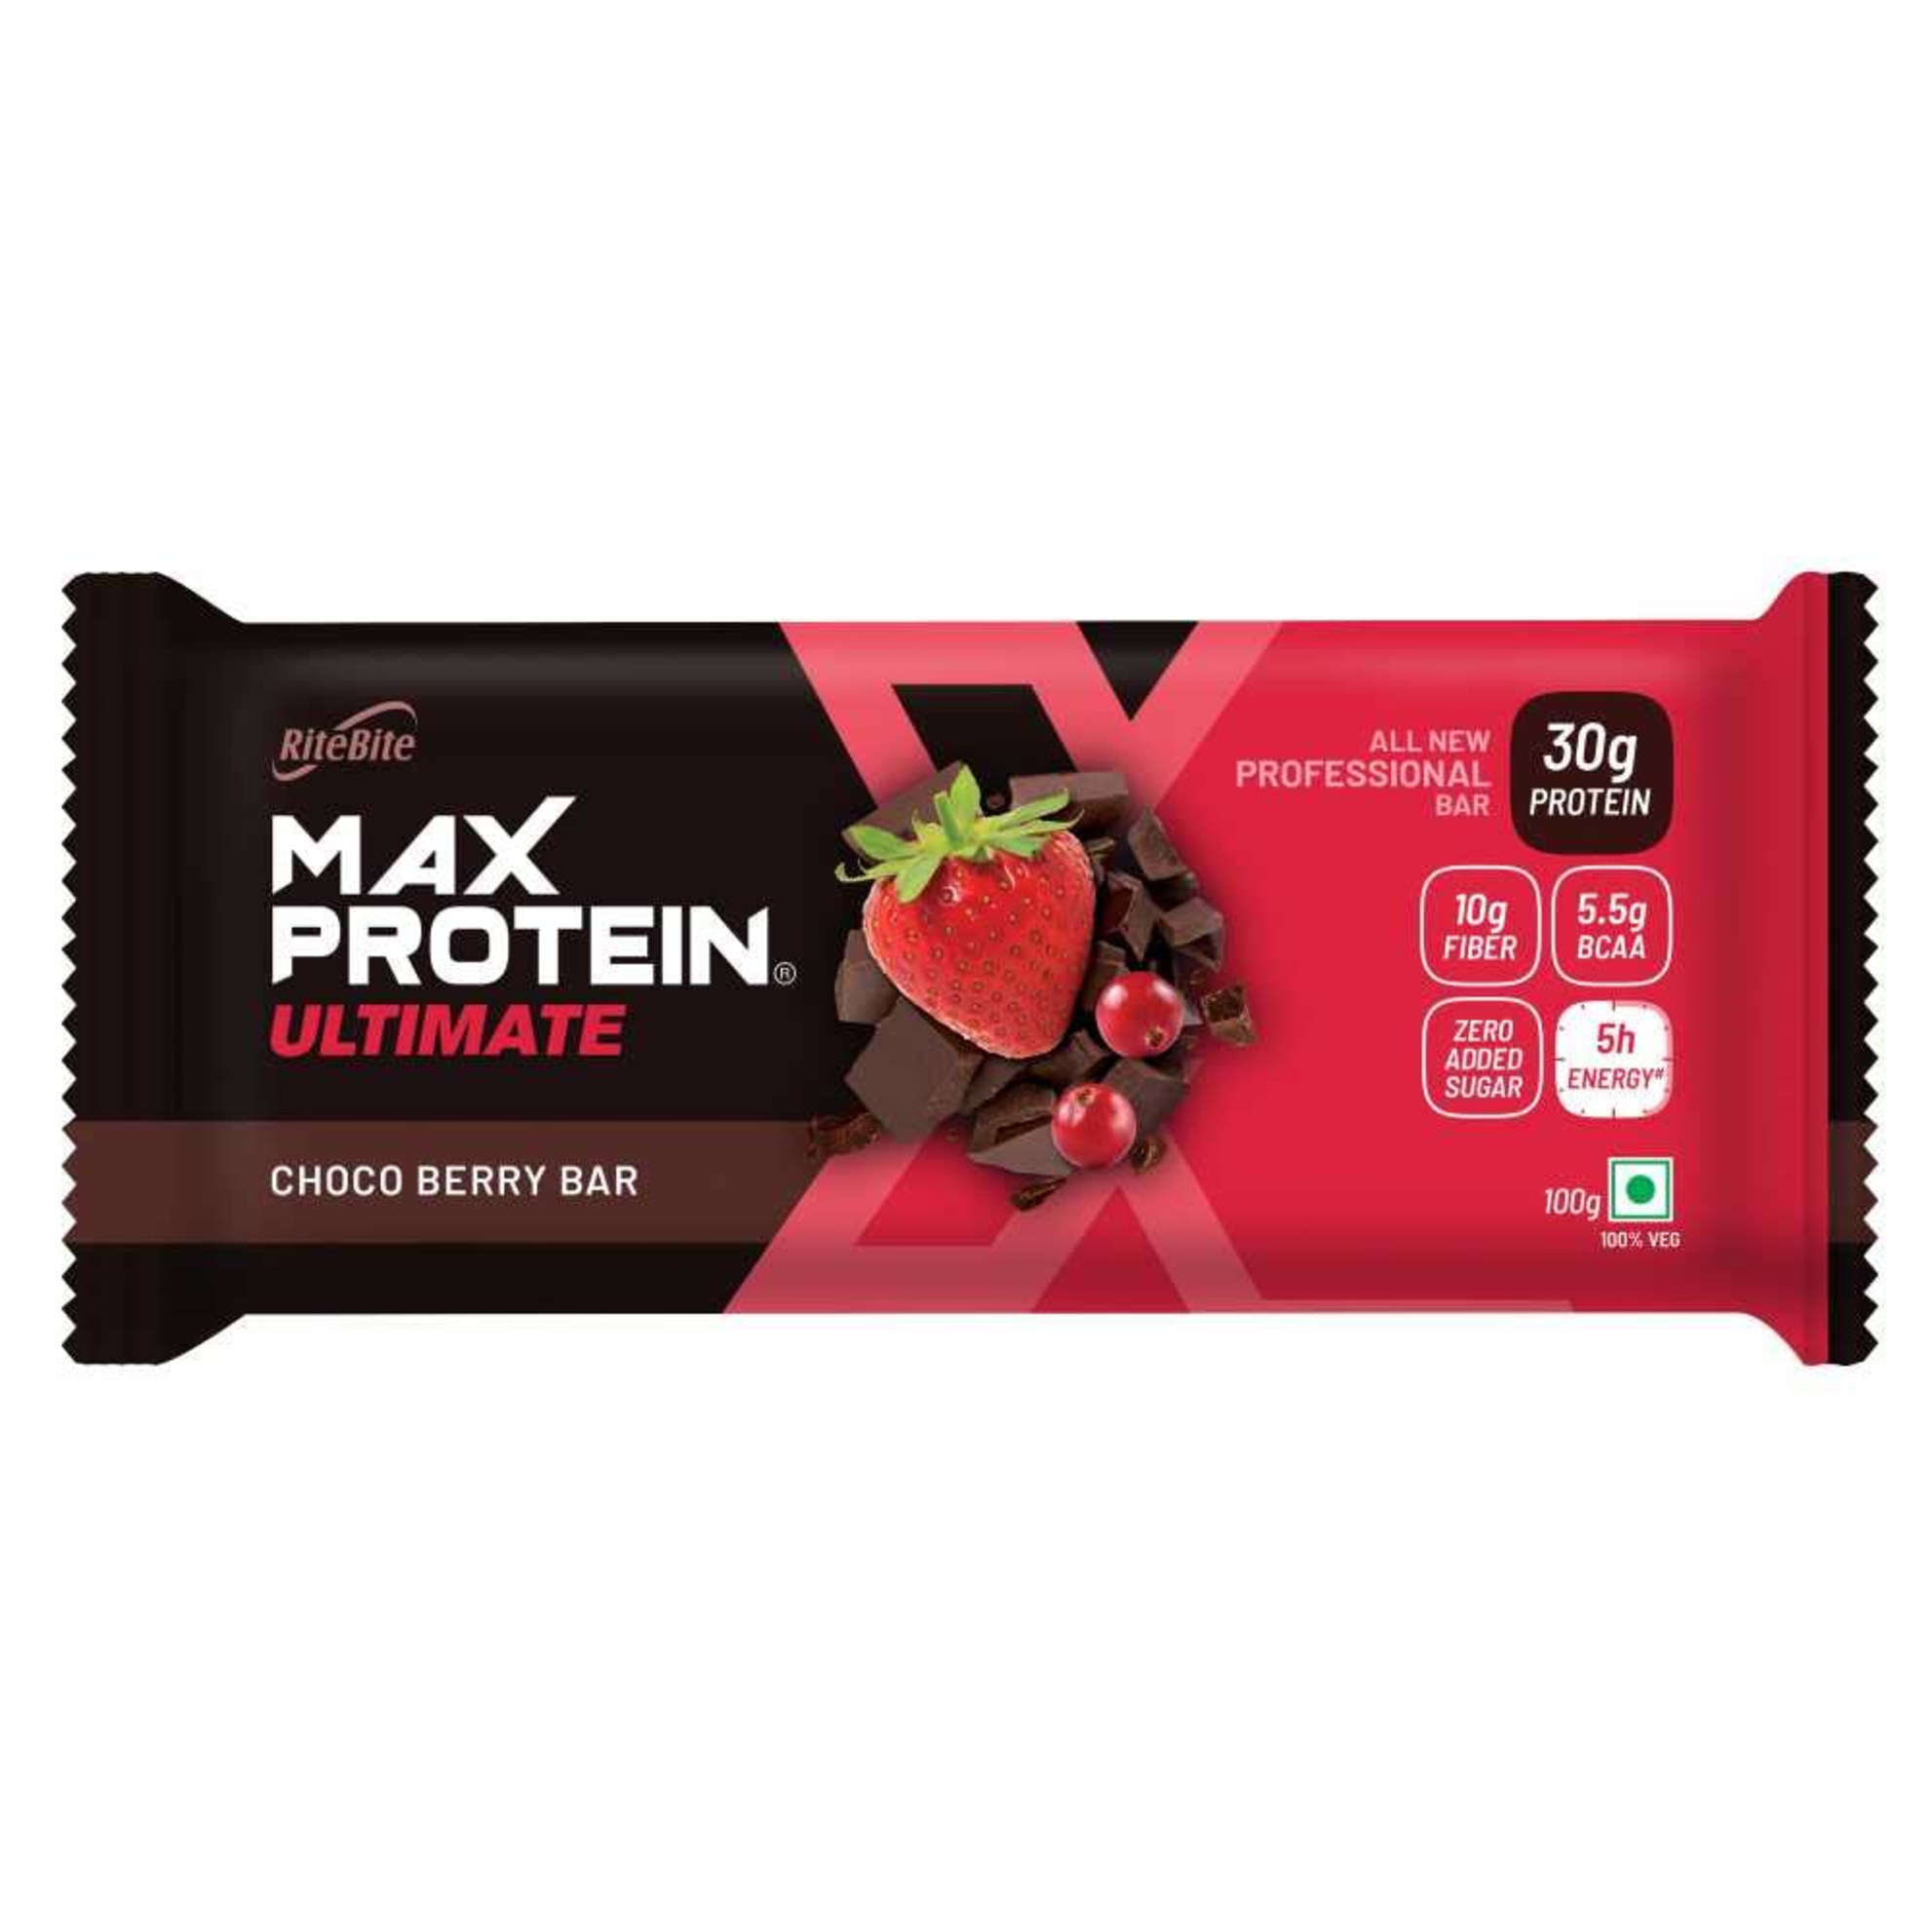 RiteBite
MAX
PROTEIN®
ULTIMATE
CHOCO BERRY BAR
ALL NEW
PROFESSIONAL
BAR
30g
PROTEIN
10g
FIBER
5.5g
BCAA
ZERO
ADDED
SUGAR
5h
ENERGY#
100g
100% VEG